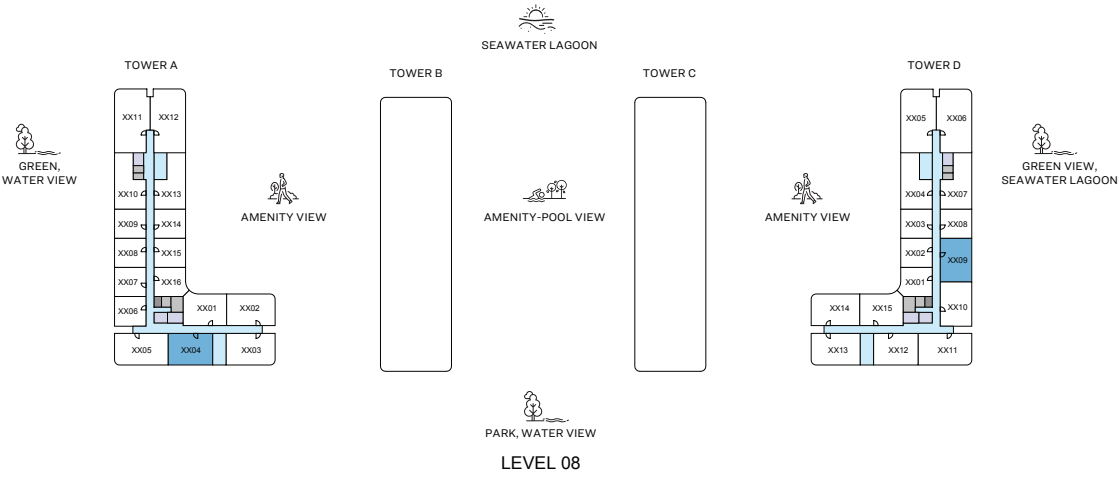 SEAWATER LAGOON
TOWER A
TOWER B
TOWER C
TOWER D
XX11
XX12
XX05
XX06
GREEN,
WATER VIEW
GREEN VIEW,
SEAWATER LAGOON
XX10
XX13
XX04
XX07
AMENITY VIEW
AMENITY-POOL VIEW
AMENITY VIEW
XX09
XX14
XX03
XX08
XX08
XX15
XX02
XX09
XX07
XX16
XX01
XX06
XX01
XX02
XX14
XX15
XX10
XX05
XX04
XX03
XX13
XX12
XX11
PARK, WATER VIEW
LEVEL 08